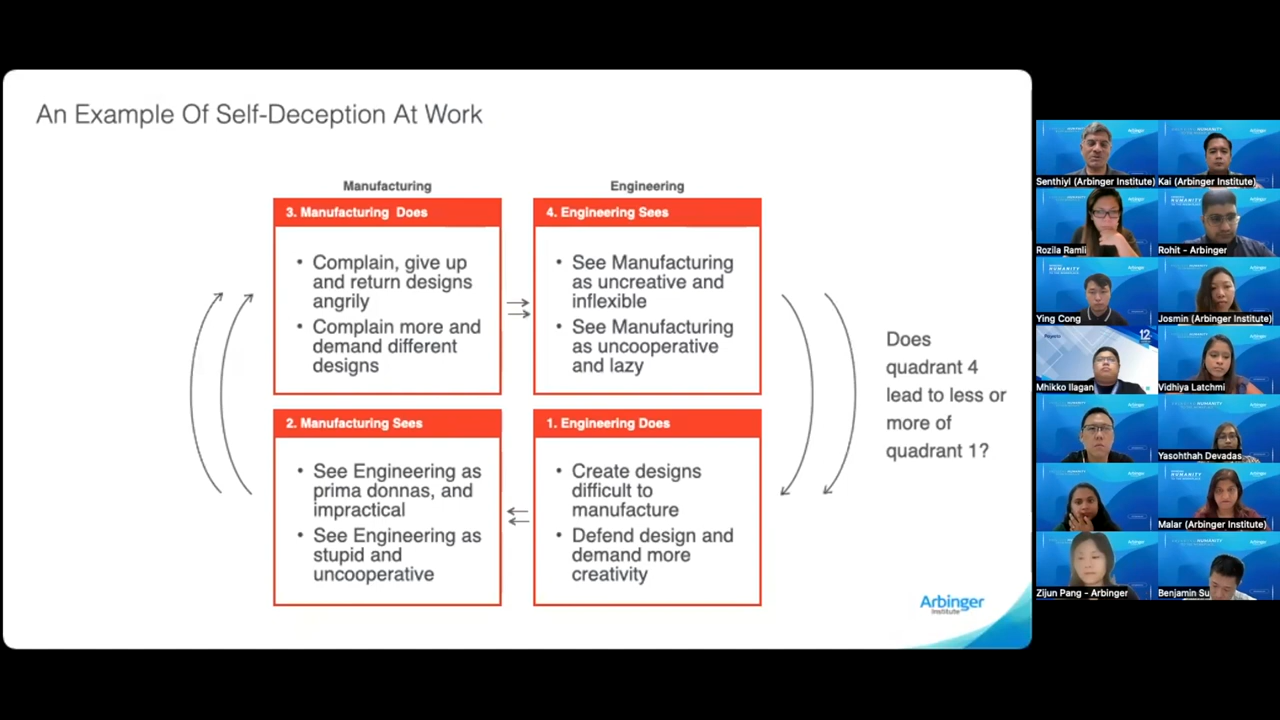 An Example Of Self-Deception At Work
Manufacturing
Engineering
3. Manufacturing Does
• Complain, give up
and return designs
angrily
• Complain more and
demand different
designs
4. Engineering Sees
• See Manufacturing
as uncreative and
inflexible
• See Manufacturing
as uncooperative
and lazy
2. Manufacturing Sees
• See Engineering as
prima donnas, and
impractical
• See Engineering as
stupid and
uncooperative
1. Engineering Does
• Create designs
difficult to
manufacture
• Defend design and
demand more
creativity
Does
quadrant 4
lead to less or
more of
quadrant 1?
Arbinger
Institute
Senthiyl (Arbinger Institute)
Kai (Arbinger Institute)
Rozila Ramli
Rohit - Arbinger
Ying Cong
Josmin (Arbinger Institute)
Projects
12
Mhikko Ilagan
Vidhiya Latchmi
Yasohthah Devadas
Malar (Arbinger Institute)
Zijun Pang - Arbinger
Benjamin Su